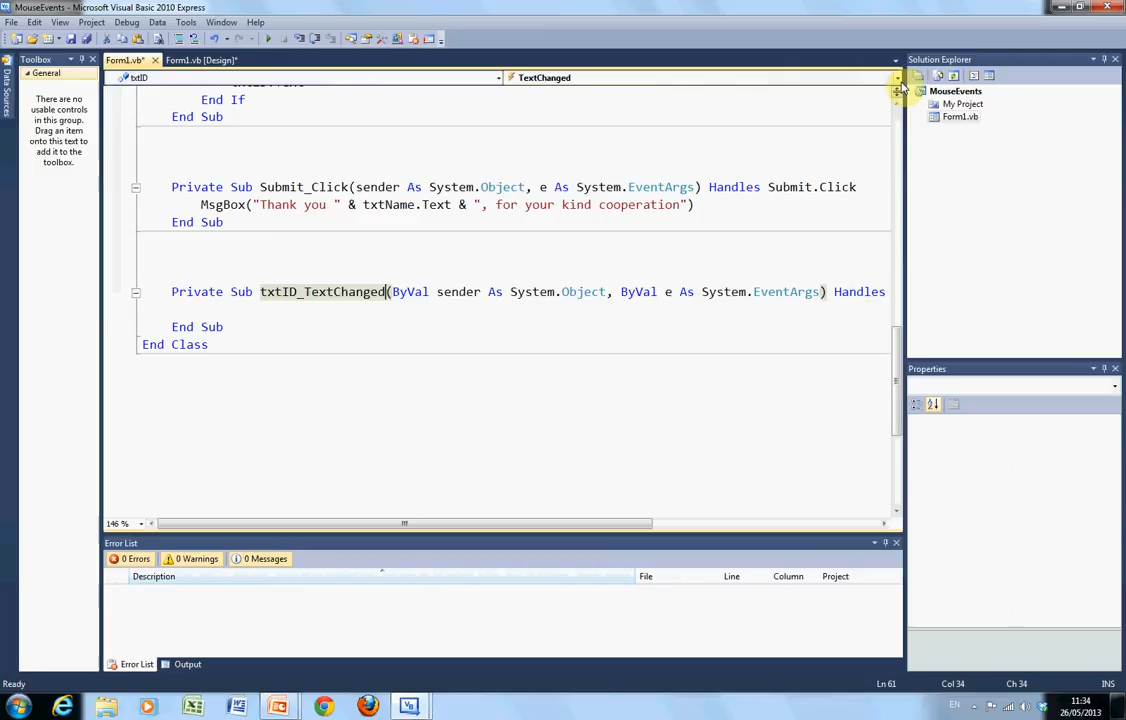 MouseEvents - Microsoft Visual Basic 2010 Express
File Edit View Project Debug Data Tools Window Help
Toolbox
General
There are no
usable controls
in this group.
Drag an item
onto this text to
add it to the
toolbox.
Data Sources
Form1.vb* Form1.vb [Design]*
txtID TextChanged
End If
End Sub
Private Sub Submit_Click(sender As System.Object, e As System.EventArgs) Handles Submit.Click
MsgBox("Thank you " & txtName.Text & ", for your kind cooperation")
End Sub
Private Sub txtID_TextChanged(ByVal sender As System.Object, ByVal e As System.EventArgs) Handles
End Sub
End Class
146 %
Solution Explorer
MouseEvents
My Project
Form1.vb
Properties
Error List
0 Errors 0 Warnings 0 Messages
Description File Line Column Project
Error List Output
Ready Ln 61 Col 34 Ch 34 INS
EN 11:34
26/05/2013